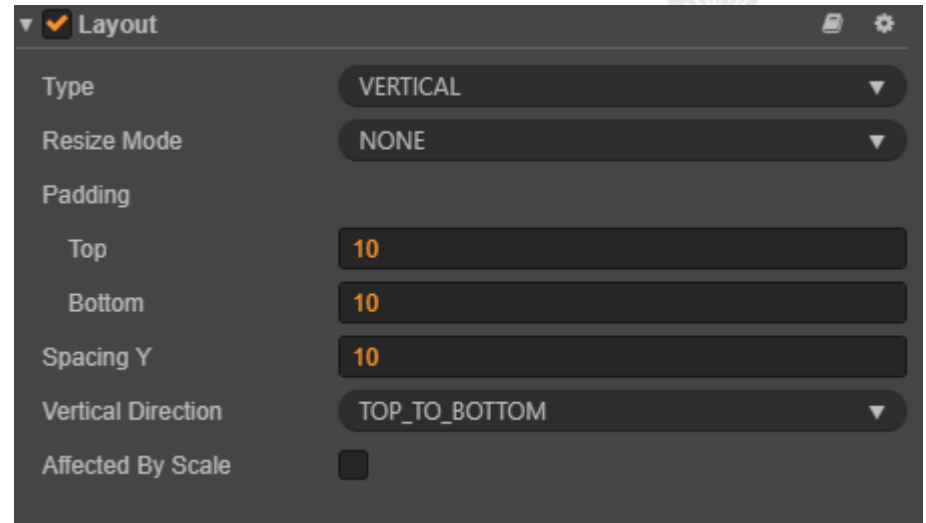 Layout
Type VERTICAL
Resize Mode NONE
Padding
Top 10
Bottom 10
Spacing Y 10
Vertical Direction TOP_TO_BOTTOM
Affected By Scale